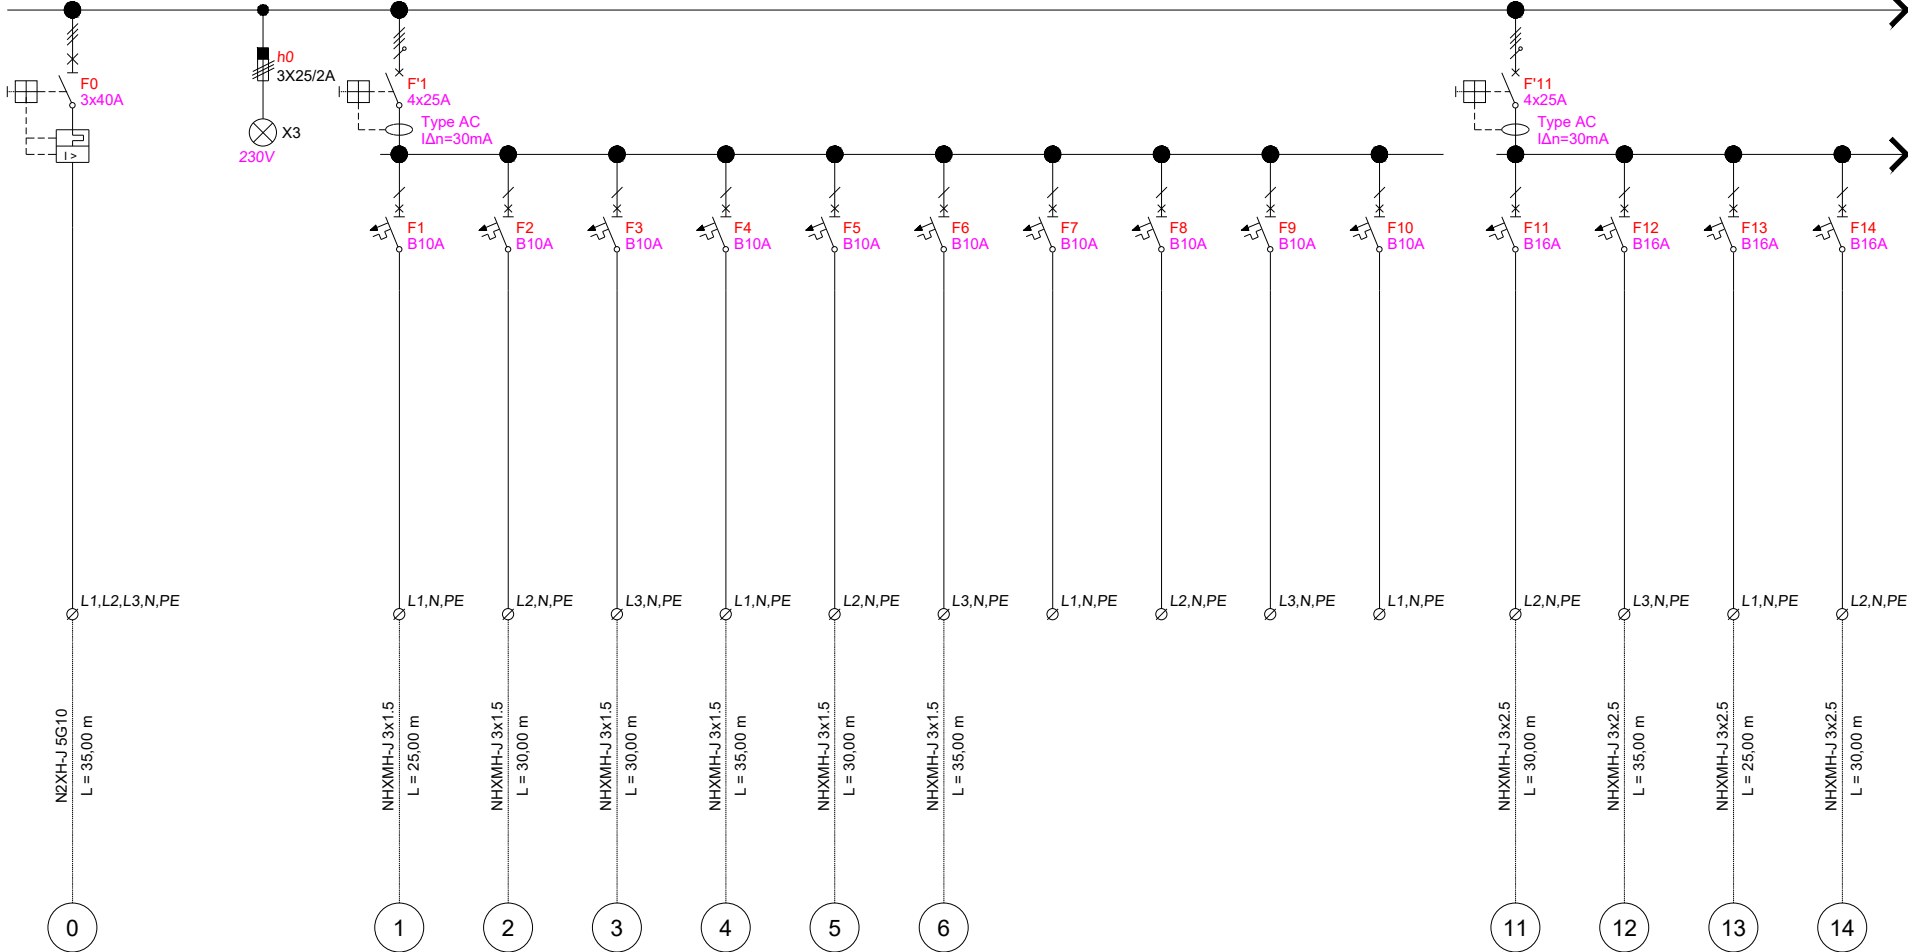 h0
3X25/2A
X3
230V
F0
3x40A
I >
F'1
4x25A
Type AC
IΔn=30mA
F'11
4x25A
Type AC
IΔn=30mA
F1
B10A
F2
B10A
F3
B10A
F4
B10A
F5
B10A
F6
B10A
F7
B10A
F8
B10A
F9
B10A
F10
B10A
F11
B16A
F12
B16A
F13
B16A
F14
B16A
L1,L2,L3,N,PE
L1,N,PE
L2,N,PE
L3,N,PE
L1,N,PE
L2,N,PE
L3,N,PE
L1,N,PE
L2,N,PE
L3,N,PE
L1,N,PE
L2,N,PE
L3,N,PE
L1,N,PE
L2,N,PE
N2XH-J 5G10
L = 35,00 m
NHXMH-J 3x1.5
L = 25,00 m
NHXMH-J 3x1.5
L = 30,00 m
NHXMH-J 3x1.5
L = 30,00 m
NHXMH-J 3x1.5
L = 35,00 m
NHXMH-J 3x1.5
L = 30,00 m
NHXMH-J 3x1.5
L = 35,00 m
NHXMH-J 3x2.5
L = 30,00 m
NHXMH-J 3x2.5
L = 35,00 m
NHXMH-J 3x2.5
L = 25,00 m
NHXMH-J 3x2.5
L = 30,00 m
0
1
2
3
4
5
6
11
12
13
14